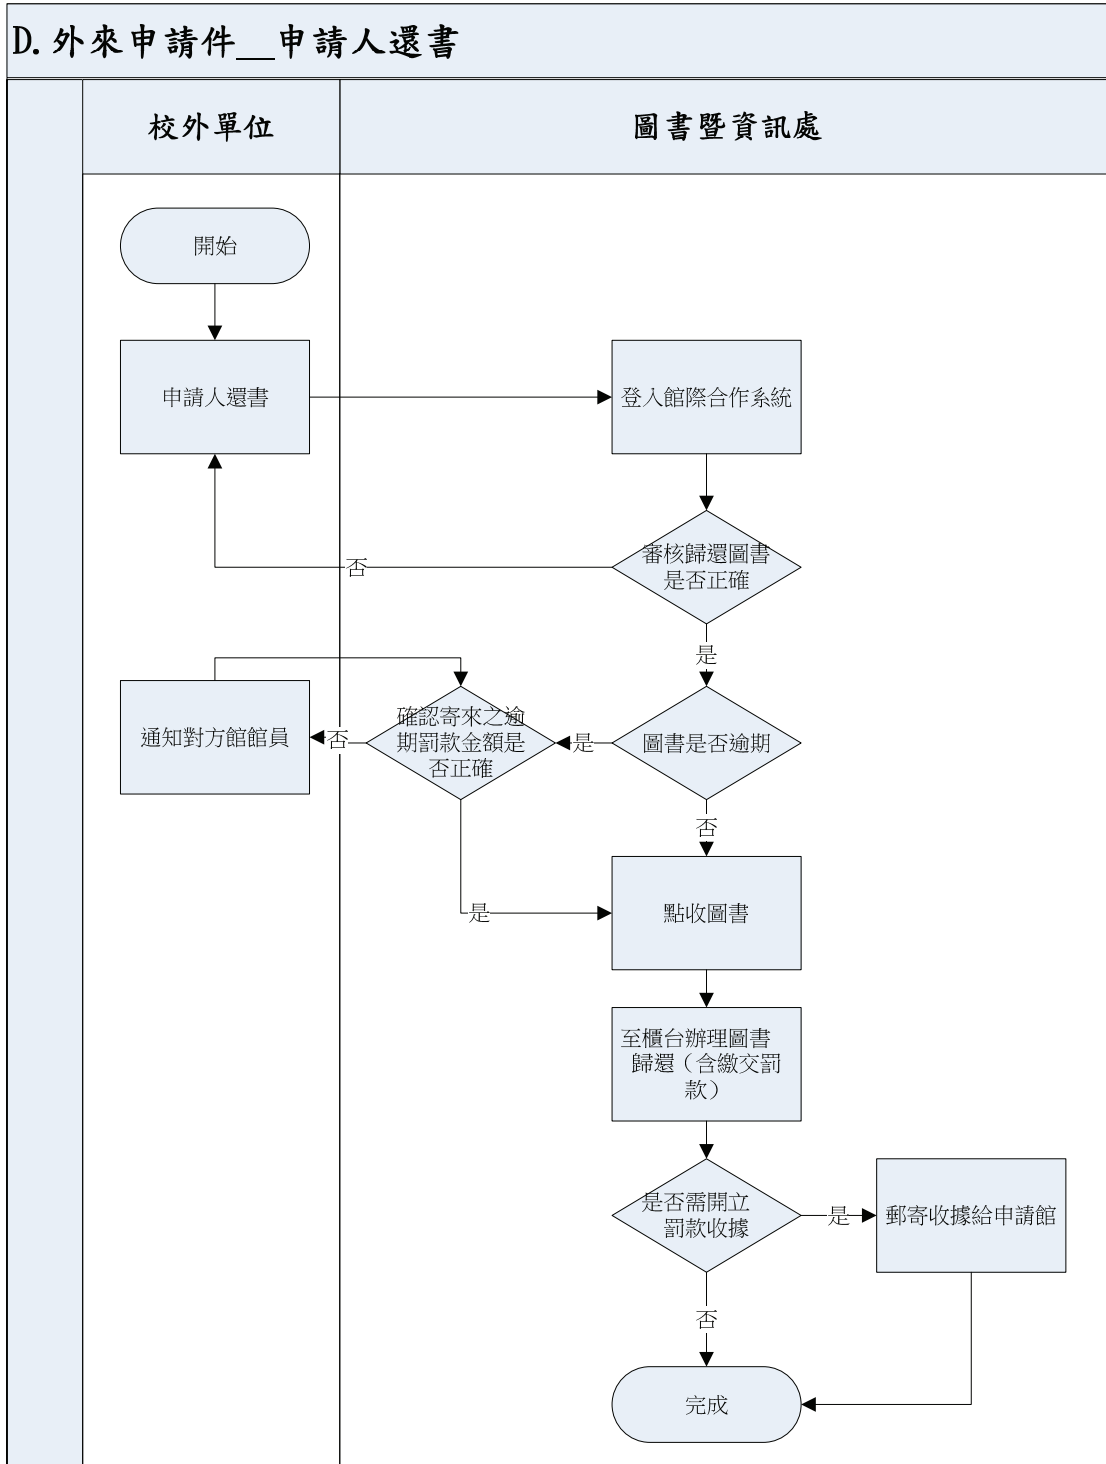 D. 外來申請件__申請人還書
校外單位
圖書暨資訊處
開始
申請人還書
登入館際合作系統
審核歸還圖書
是否正確
否
是
通知對方館館員
否
確認寄來之逾
期罰款金額是
否正確
是
圖書是否逾期
否
是
點收圖書
至櫃台辦理圖書
歸還（含繳交罰
款）
是否需開立
罰款收據
是
郵寄收據給申請館
否
完成